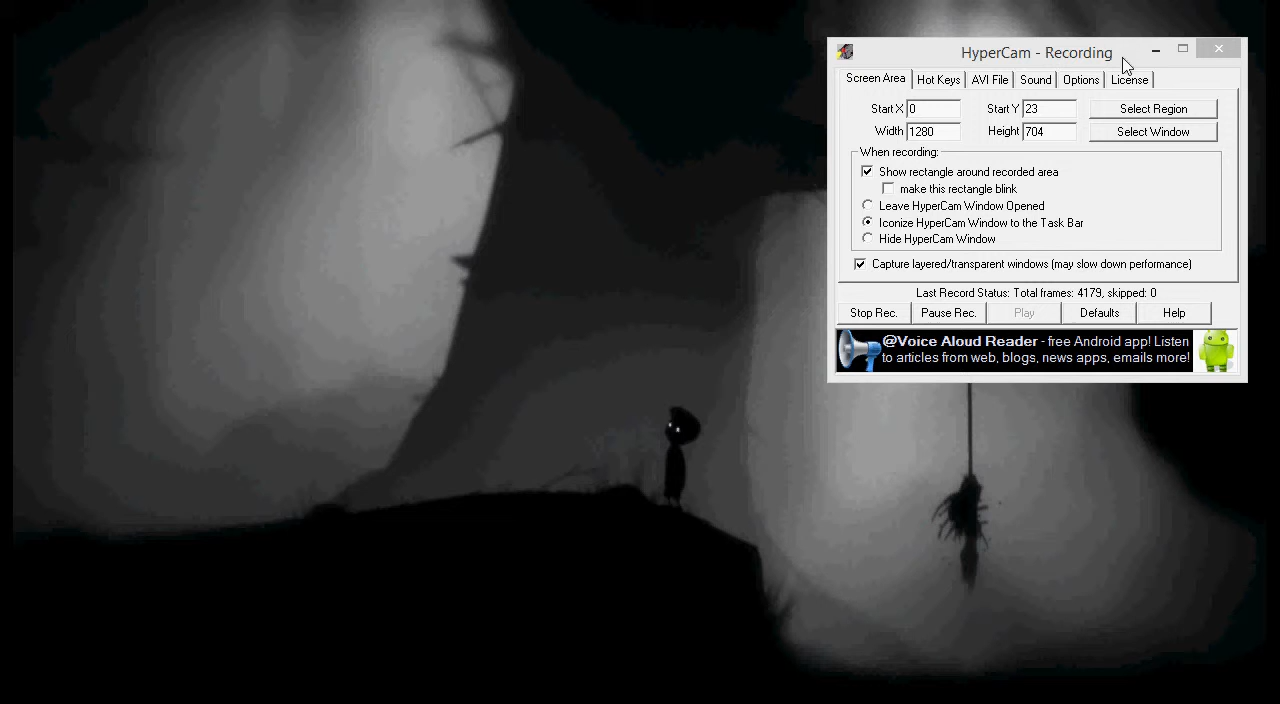 HyperCam - Recording
Screen Area Hot Keys AVI File Sound Options License
Start X 0 Start Y 23 Select Region
Width 1280 Height 704 Select Window
When recording:
Show rectangle around recorded area
make this rectangle blink
Leave HyperCam Window Opened
Iconize HyperCam Window to the Task Bar
Hide HyperCam Window
Capture layered/transparent windows (may slow down performance)
Last Record Status: Total frames: 4179, skipped: 0
Stop Rec. Pause Rec. Play Defaults Help
@Voice Aloud Reader - free Android app! Listen
to articles from web, blogs, news apps, emails more!